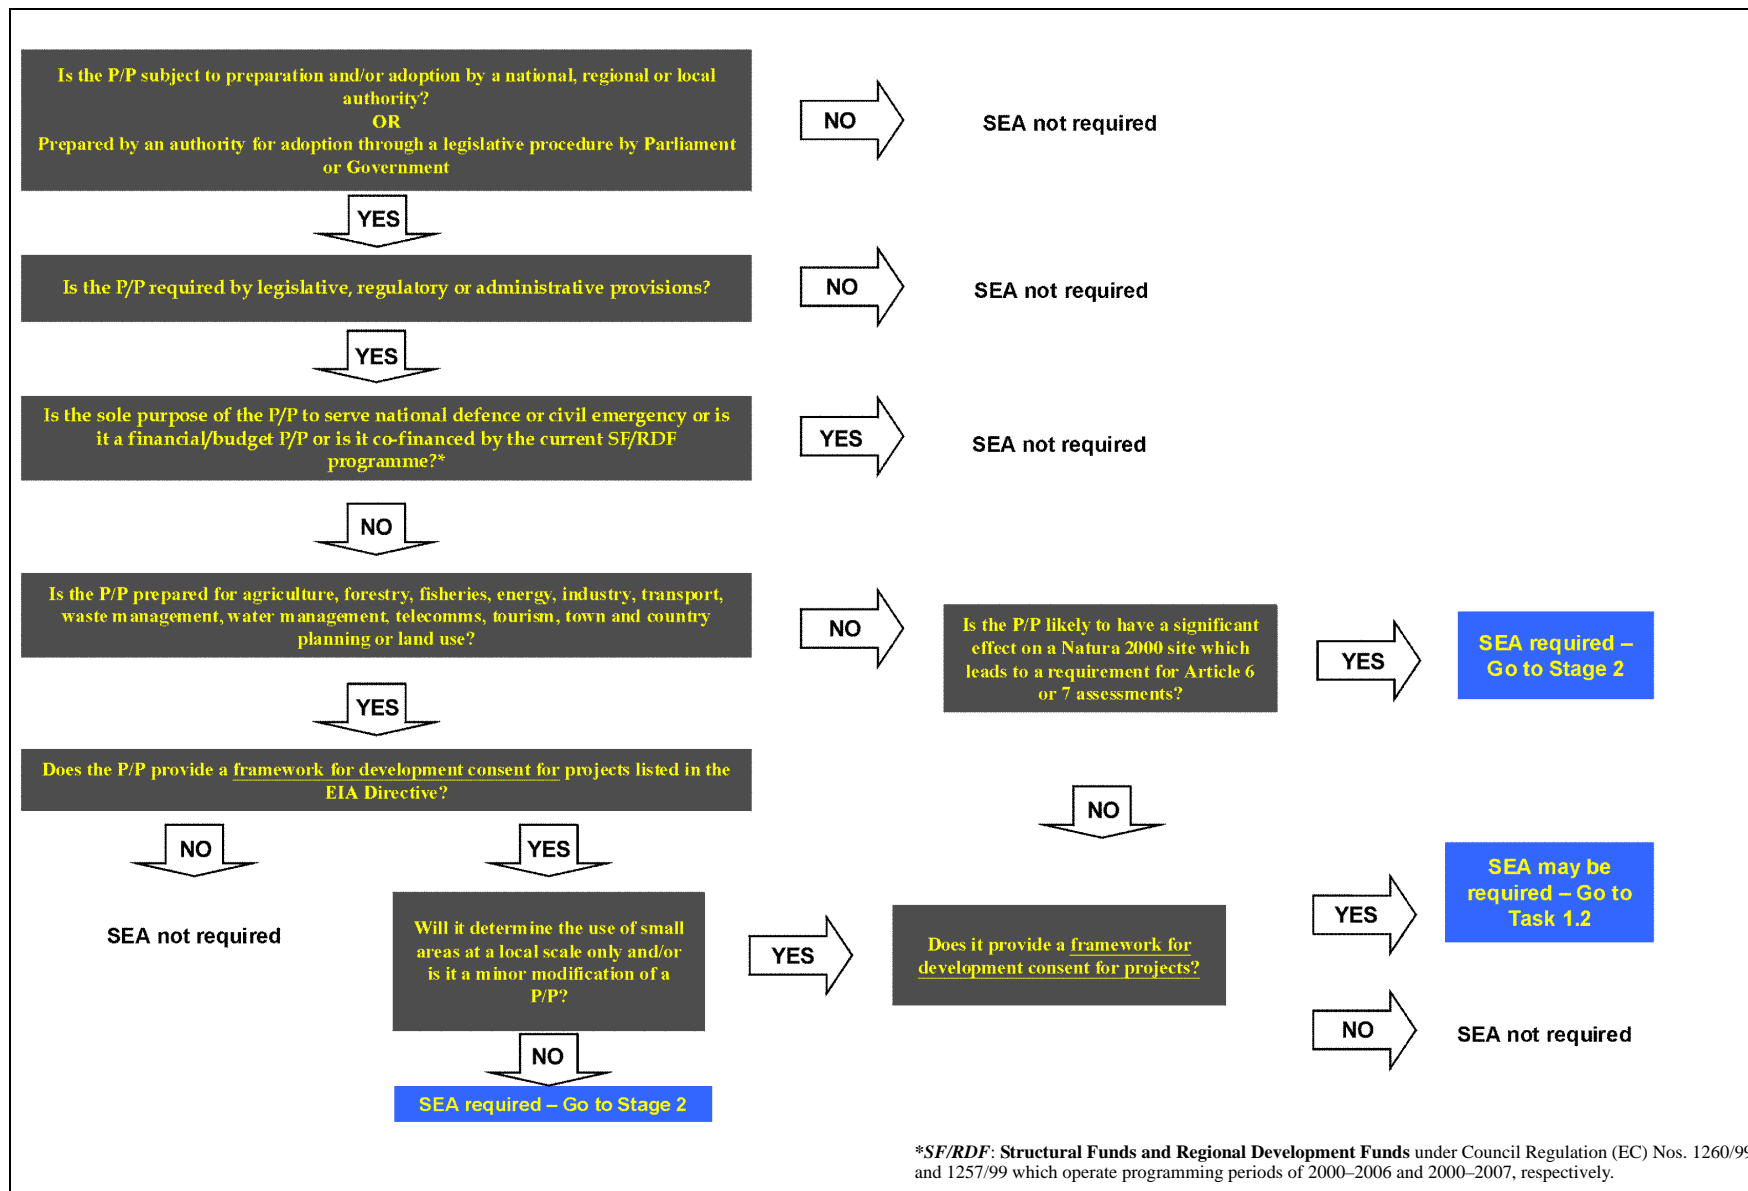 Is the P/P subject to preparation and/or adoption by a national, regional or local
authority?
OR
Prepared by an authority for adoption through a legislative procedure by Parliament
or Government
NO
SEA not required
YES
Is the P/P required by legislative, regulatory or administrative provisions?
NO
SEA not required
YES
Is the sole purpose of the P/P to serve national defence or civil emergency or is
it a financial/budget P/P or is it co-financed by the current SF/RDF
programme?*
YES
SEA not required
NO
Is the P/P prepared for agriculture, forestry, fisheries, energy, industry, transport,
waste management, water management, telecomms, tourism, town and country
planning or land use?
NO
Is the P/P likely to have a significant
effect on a Natura 2000 site which
leads to a requirement for Article 6
or 7 assessments?
YES
SEA required –
Go to Stage 2
YES
Does the P/P provide a framework for development consent for projects listed in the
EIA Directive?
NO
NO
YES
SEA not required
Will it determine the use of small
areas at a local scale only and/or
is it a minor modification of a
P/P?
YES
Does it provide a framework for
development consent for projects?
YES
SEA may be
required – Go to
Task 1.2
NO
SEA not required
NO
SEA required – Go to Stage 2
*SF/RDF: Structural Funds and Regional Development Funds under Council Regulation (EC) Nos. 1260/99
and 1257/99 which operate programming periods of 2000–2006 and 2000–2007, respectively.